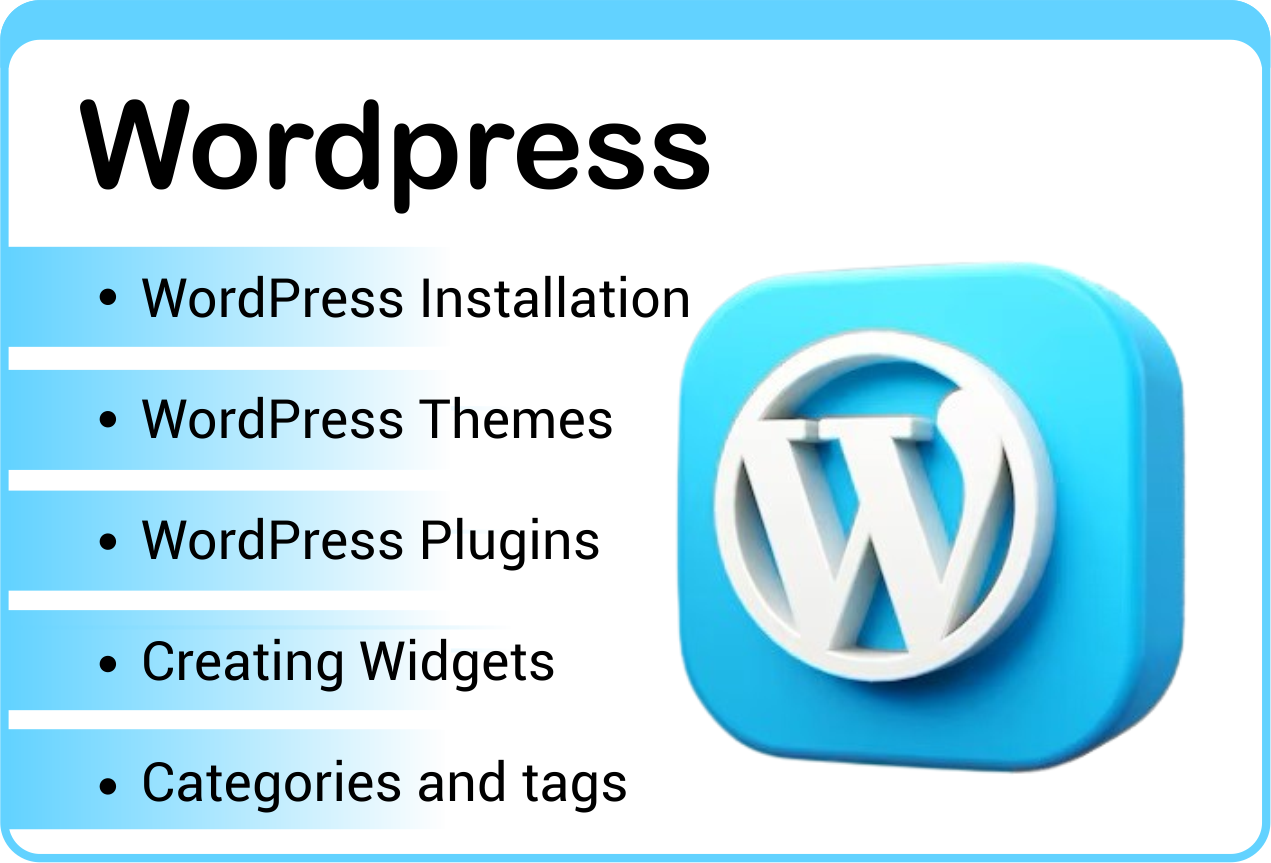 Wordpress
• WordPress Installation
• WordPress Themes
• WordPress Plugins
• Creating Widgets
• Categories and tags
W